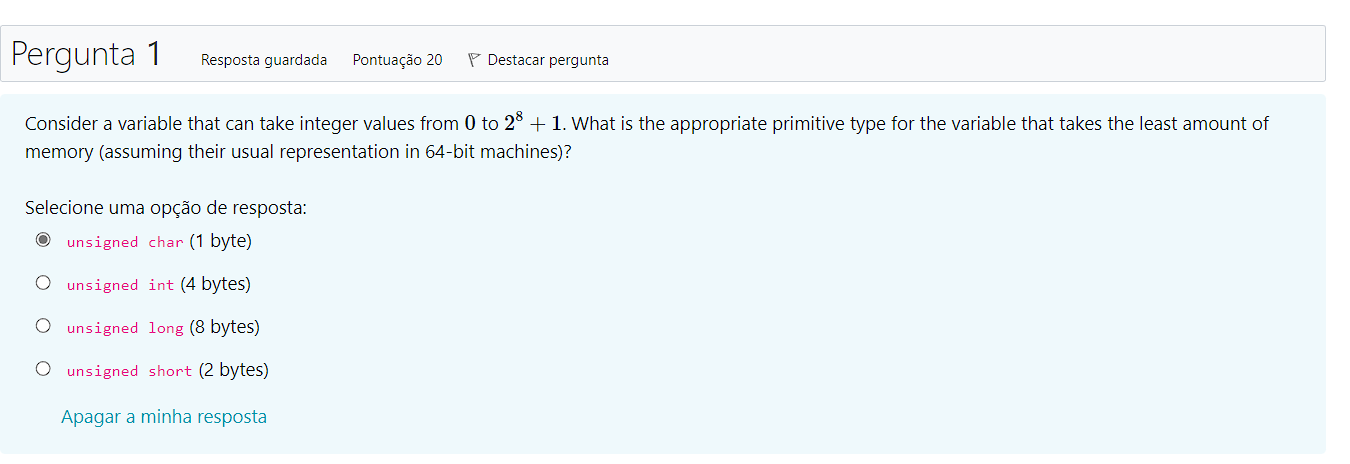 Pergunta 1 Resposta guardada Pontuação 20 Destacar pergunta
Consider a variable that can take integer values from 0 to 2⁸ + 1. What is the appropriate primitive type for the variable that takes the least amount of
memory (assuming their usual representation in 64-bit machines)?
Selecione uma opção de resposta:
unsigned char (1 byte)
unsigned int (4 bytes)
unsigned long (8 bytes)
unsigned short (2 bytes)
Apagar a minha resposta